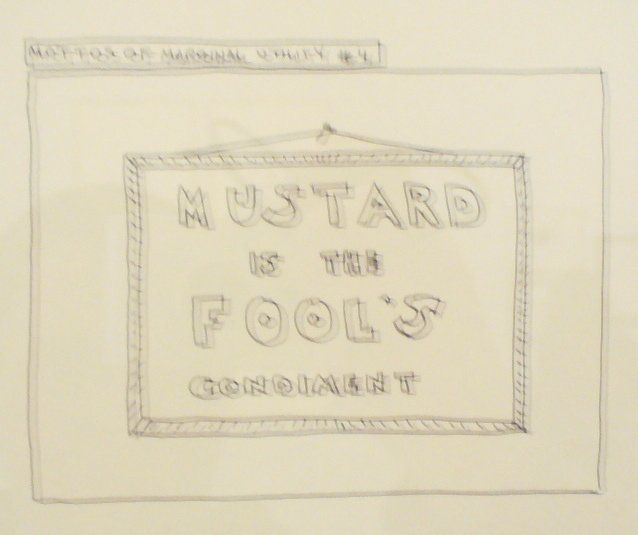 MOTTOS OF MARGINAL UTILITY #4
MUSTARD
IS THE
FOOL'S
CONDIMENT